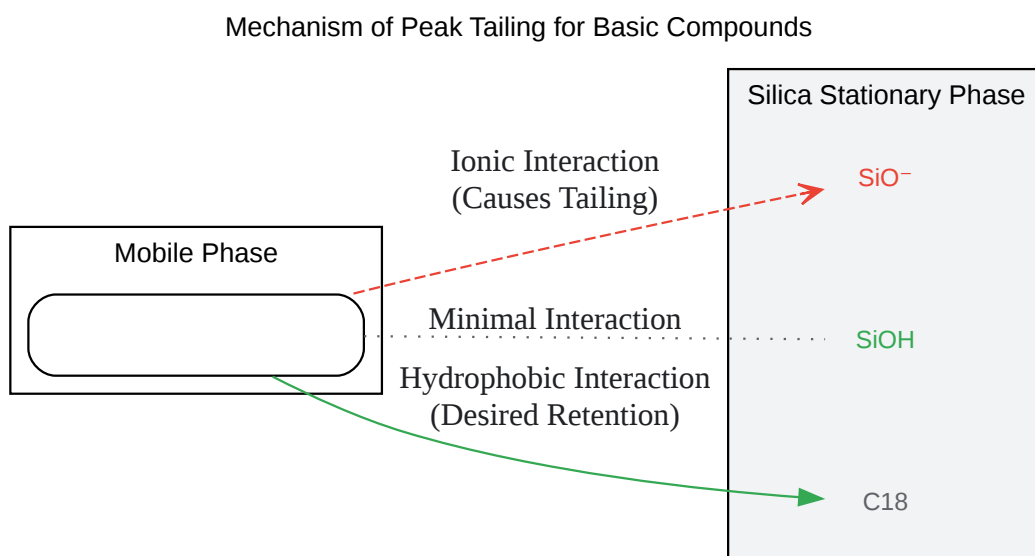 Mechanism of Peak Tailing for Basic Compounds
Silica Stationary Phase
Ionic Interaction
(Causes Tailing)
SiO⁻
Mobile Phase
Minimal Interaction
SiOH
Hydrophobic Interaction
(Desired Retention)
C18